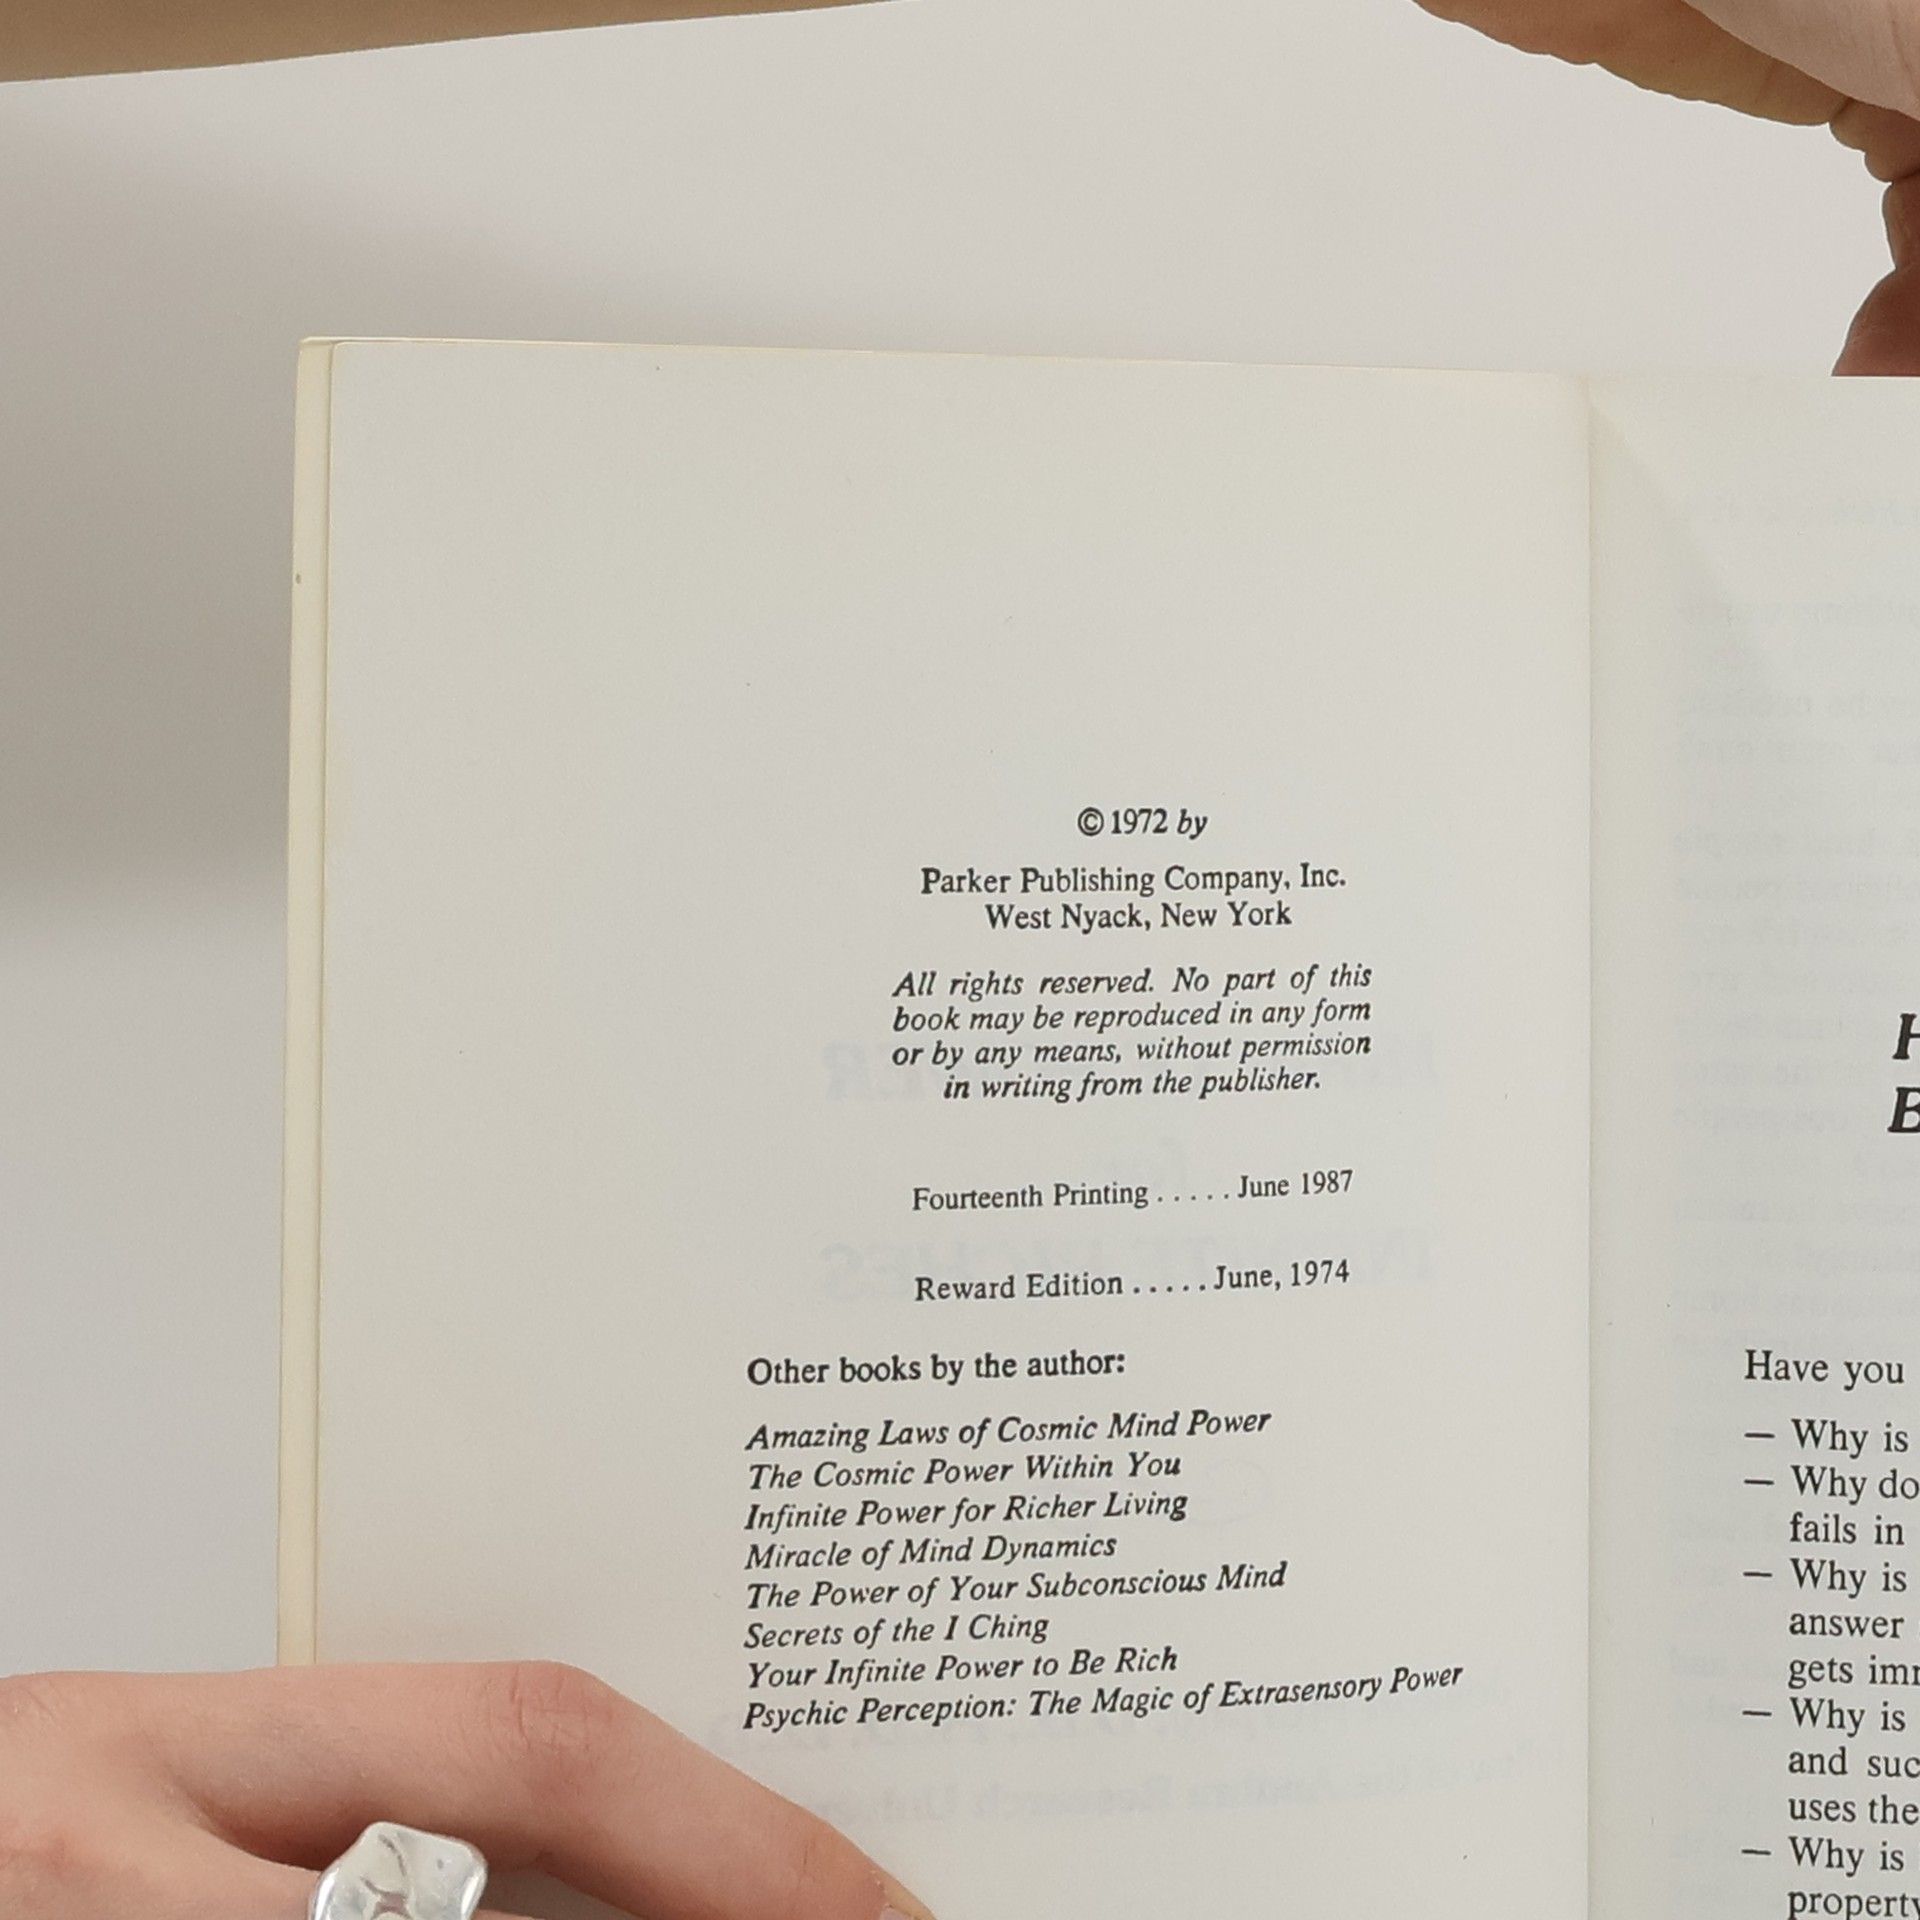 © 1972 by
Parker Publishing Company, Inc.
West Nyack, New York
All rights reserved. No part of this
book may be reproduced in any form
or by any means, without permission
in writing from the publisher.
Fourteenth Printing ..... June 1987
Reward Edition ..... June, 1974
Other books by the author:
Amazing Laws of Cosmic Mind Power
The Cosmic Power Within You
Infinite Power for Richer Living
Miracle of Mind Dynamics
The Power of Your Subconscious Mind
Secrets of the I Ching
Your Infinite Power to Be Rich
Psychic Perception: The Magic of Extrasensory Power
H
B
Have you
— Why is
— Why do
fails in
— Why is
answer
gets
— Why is
and
uses the
— Why is
property